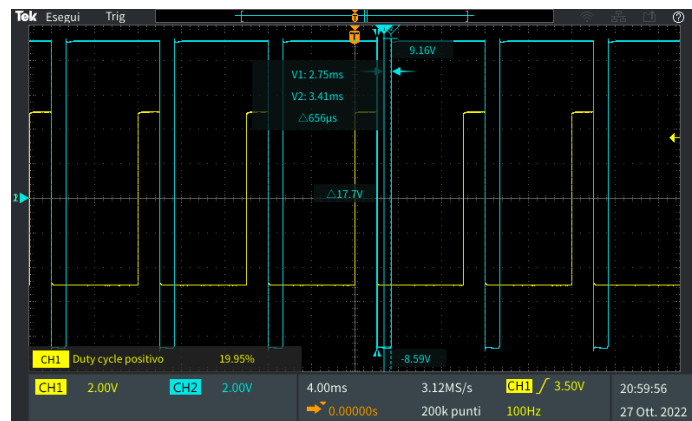 Tek Esegui Trig
T
9.16V
V1: 2.75ms
V2: 3.41ms
△656µs
△17.7V
CH1 Duty cycle positivo 19.95%
-8.59V
CH1 2.00V CH2 2.00V 4.00ms 3.12MS/s CH1 3.50V 20:59:56
0.00000s 200k punti 100Hz 27 Ott. 2022